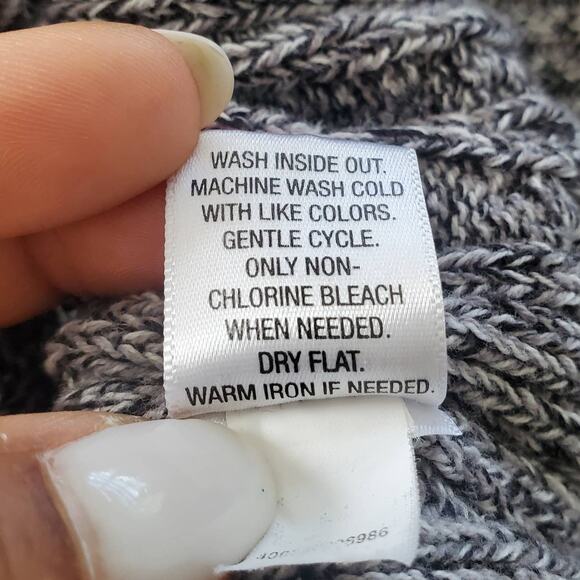 WASH INSIDE OUT.
MACHINE WASH COLD
WITH LIKE COLORS.
GENTLE CYCLE.
ONLY NON-
CHLORINE BLEACH
WHEN NEEDED.
DRY FLAT.
WARM IRON IF NEEDED.